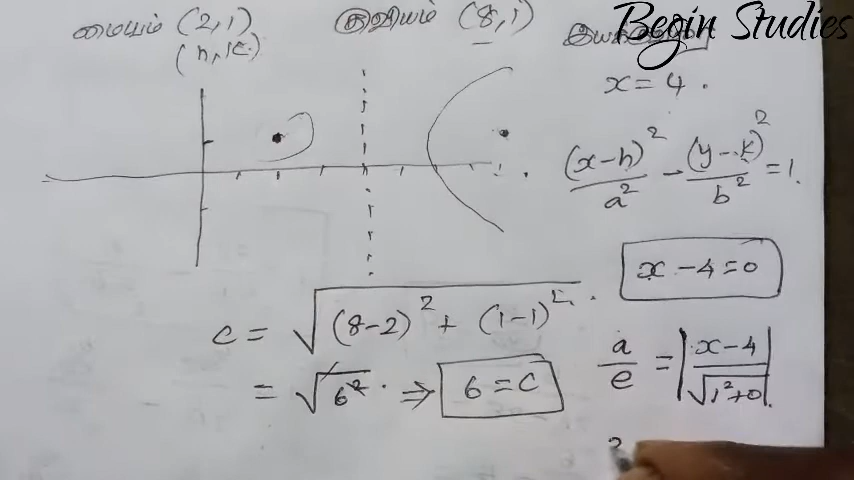 Begin Studies
மையம் (2,1) குவியம் (8,1)
(h,k)
x = 4.
(x-h)²/a² - (y-k)²/b² = 1.
x - 4 = 0
c = √(8-2)² + (1-1)².
= √6² . ⇒ 6 = c
a/e = |x-4/√1²+0|.